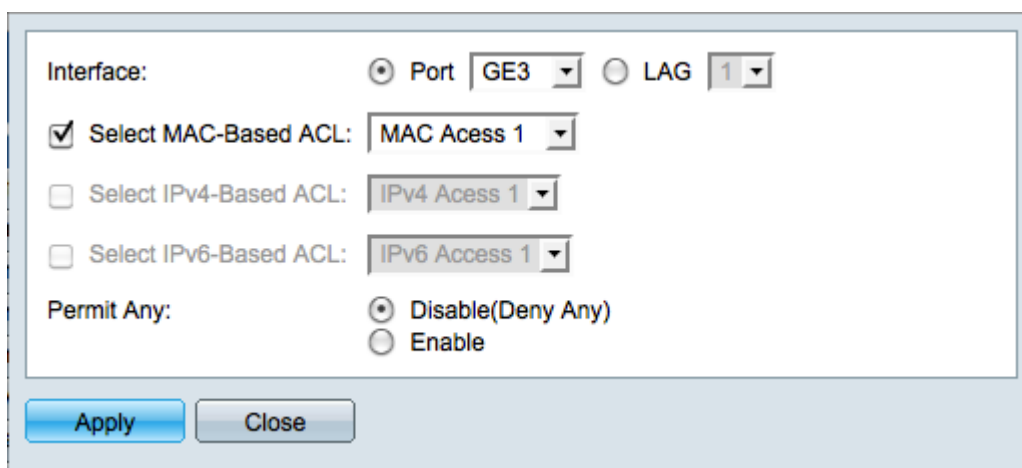 Interface: Port GE3 LAG 1
Select MAC-Based ACL: MAC Acess 1
Select IPv4-Based ACL: IPv4 Acess 1
Select IPv6-Based ACL: IPv6 Access 1
Permit Any: Disable(Deny Any)
Enable
Apply Close